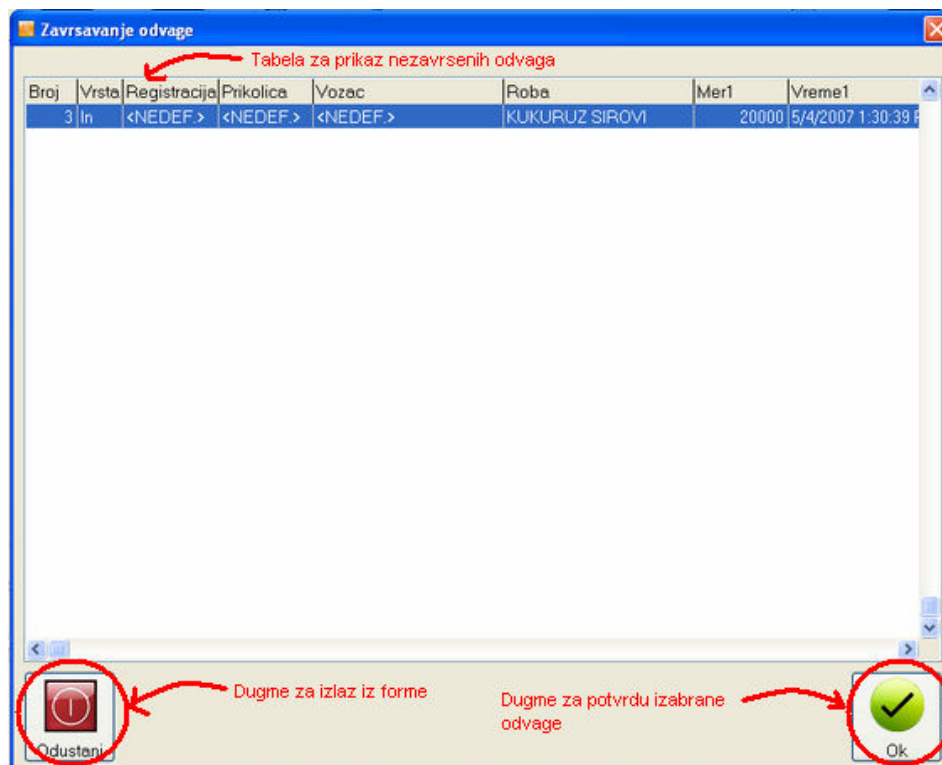 Zavrsavanje odvage
Tabela za prikaz nezavrsenih odvaga
Broj Vrsta Registracija Prikolica Vozac Roba Mer1 Vreme1
3 In <NEDEF.> <NEDEF.> <NEDEF.> KUKURUZ SIROVI 20000 5/4/2007 1:30:39
Dugme za izlaz iz forme
Dugme za potvrdu izabrane
odvage
Odustani
Ok